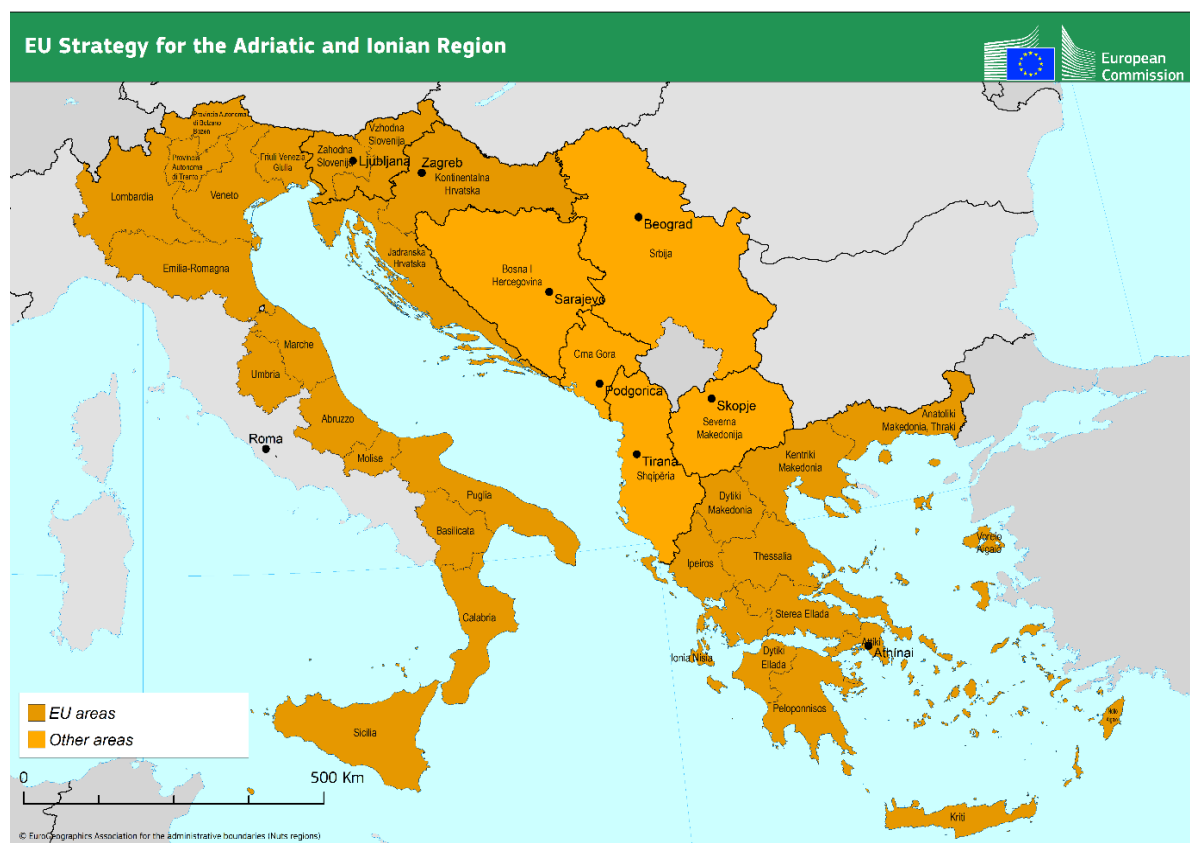 EU Strategy for the Adriatic and Ionian Region
European
Commission
Provincia Autonoma
di Bolzano
Bozen
Provincia
Autonoma
di Trento
Friuli Venezia
Giulia
Lombardia
Veneto
Emilia-Romagna
Vzhodna
Slovenija
Zahodna
Slovenija
Ljubljana
Zagreb
Kontinentalna
Hrvatska
Jadranska
Hrvatska
Beograd
Srbija
Bosna I
Hercegovina
Sarajevo
Crna Gora
Podgorica
Skopje
Severna
Makedonija
Tirana
Shqipëria
Marche
Umbria
Abruzzo
Roma
Molise
Puglia
Basilicata
Calabria
Sicilia
Anatoliki
Makedonia, Thraki
Kentriki
Makedonia
Dytiki
Makedonia
Ipeiros
Thessalia
Voreio
Aigaio
Sterea Ellada
Attiki
Athínai
Ionia Nisia
Dytiki
Ellada
Peloponnisos
Kriti
EU areas
Other areas
0
500 Km
© EuroGeographics Association for the administrative boundaries (Nuts regions)